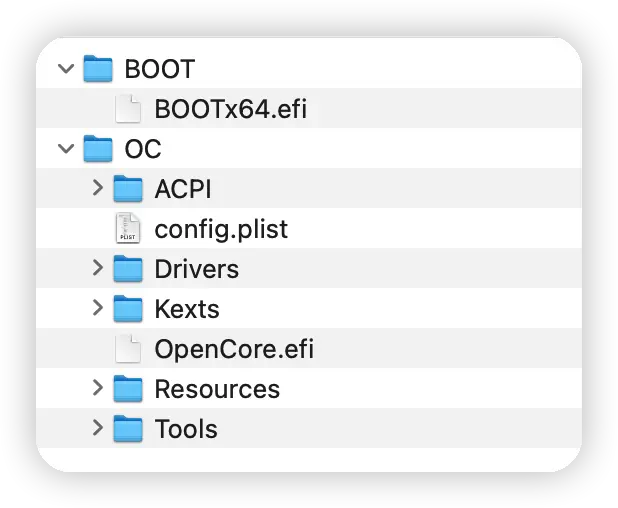 BOOT
BOOTx64.efi
OC
ACPI
config.plist
Drivers
Kexts
OpenCore.efi
Resources
Tools